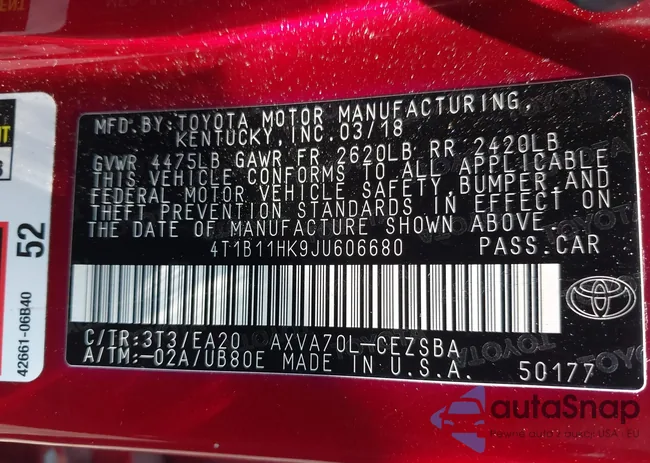 MFD.BY:TOYOTA MOTOR MANUFACTURING,
KENTUCKY, INC. 03/18
GVWR 4475LB GAWR FR 2620LB RR 2420LB
THIS VEHICLE CONFORMS TO ALL APPLICABLE
FEDERAL MOTOR VEHICLE SAFETY,BUMPER,AND
THEFT PREVENTION STANDARDS IN EFFECT ON
THE DATE OF MANUFACTURE SHOWN ABOVE.
4T1B11HK9JU606680 PASS.CAR
C/TR:3T3/EA20 AXVA70L-CEZSBA
A/TM:-02A/UB80E MADE IN U.S.A. 50177
52
42661-06B40
autaSnap